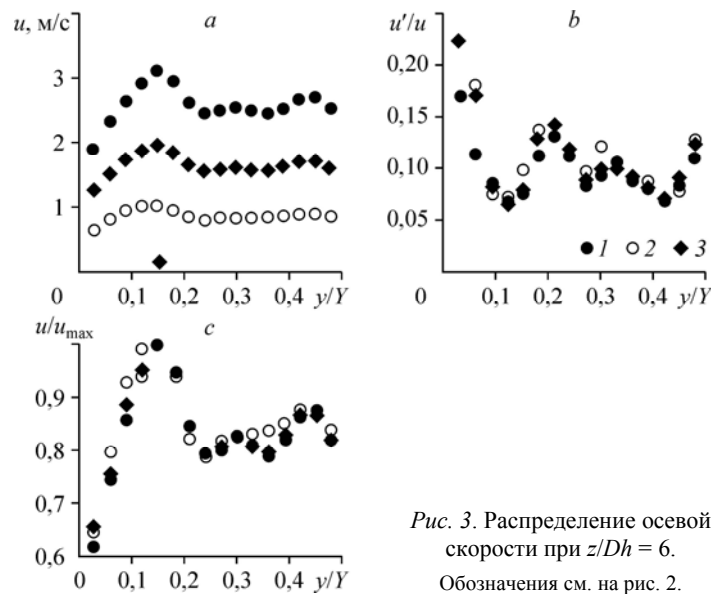 u, м/с
a
3
2
1
0
0,1
0,2
0,3
0,4
y/Y
u'/u
b
0,20
0,15
0,10
0,05
1
2
3
0
0,1
0,2
0,3
0,4
y/Y
u/umax
c
0,9
0,8
0,7
0,6
0
0,1
0,2
0,3
0,4
y/Y
Рис. 3. Распределение осевой
скорости при z/Dh = 6.
Обозначения см. на рис. 2.